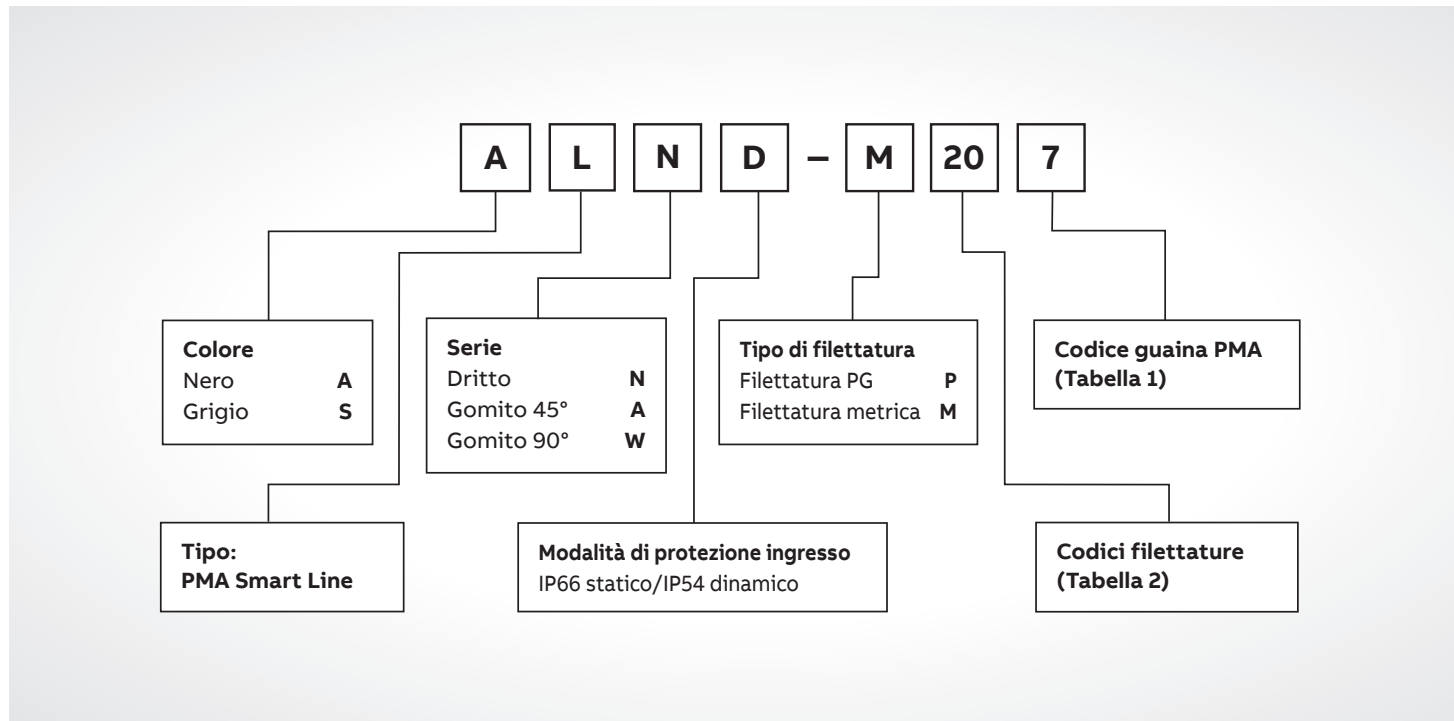 A L N D – M 20 7
Colore
Nero A
Grigio S
Serie
Dritto N
Gomito 45° A
Gomito 90° W
Tipo di filettatura
Filettatura PG P
Filettatura metrica M
Codice guaina PMA
(Tabella 1)
Tipo:
PMA Smart Line
Modalità di protezione ingresso
IP66 statico/IP54 dinamico
Codici filettature
(Tabella 2)